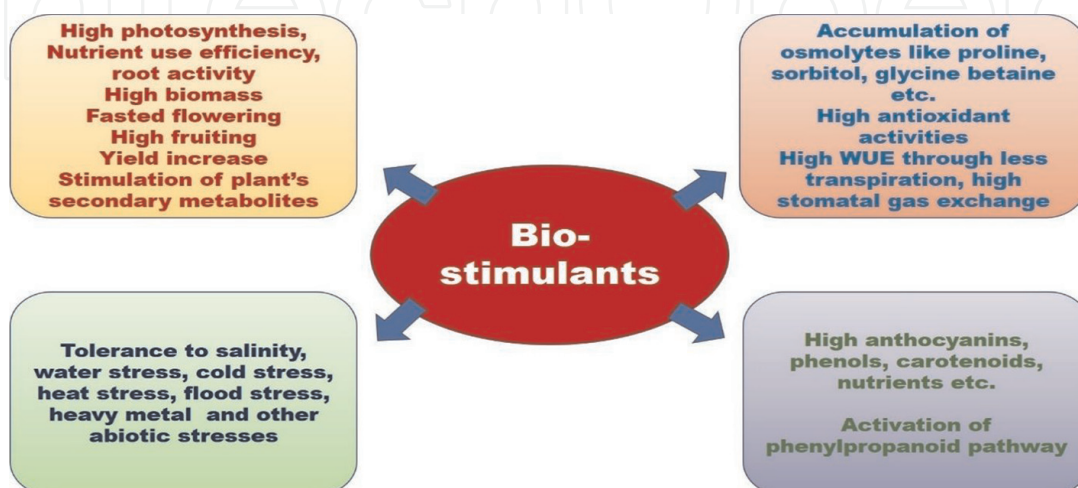 High photosynthesis,
Nutrient use efficiency,
root activity
High biomass
Fasted flowering
High fruiting
Yield increase
Stimulation of plant's
secondary metabolites
Accumulation of
osmolytes like proline,
sorbitol, glycine betaine
etc.
High antioxidant
activities
High WUE through less
transpiration, high
stomatal gas exchange
Bio-
stimulants
Tolerance to salinity,
water stress, cold stress,
heat stress, flood stress,
heavy metal and other
abiotic stresses
High anthocyanins,
phenols, carotenoids,
nutrients etc.
Activation of
phenylpropanoid pathway